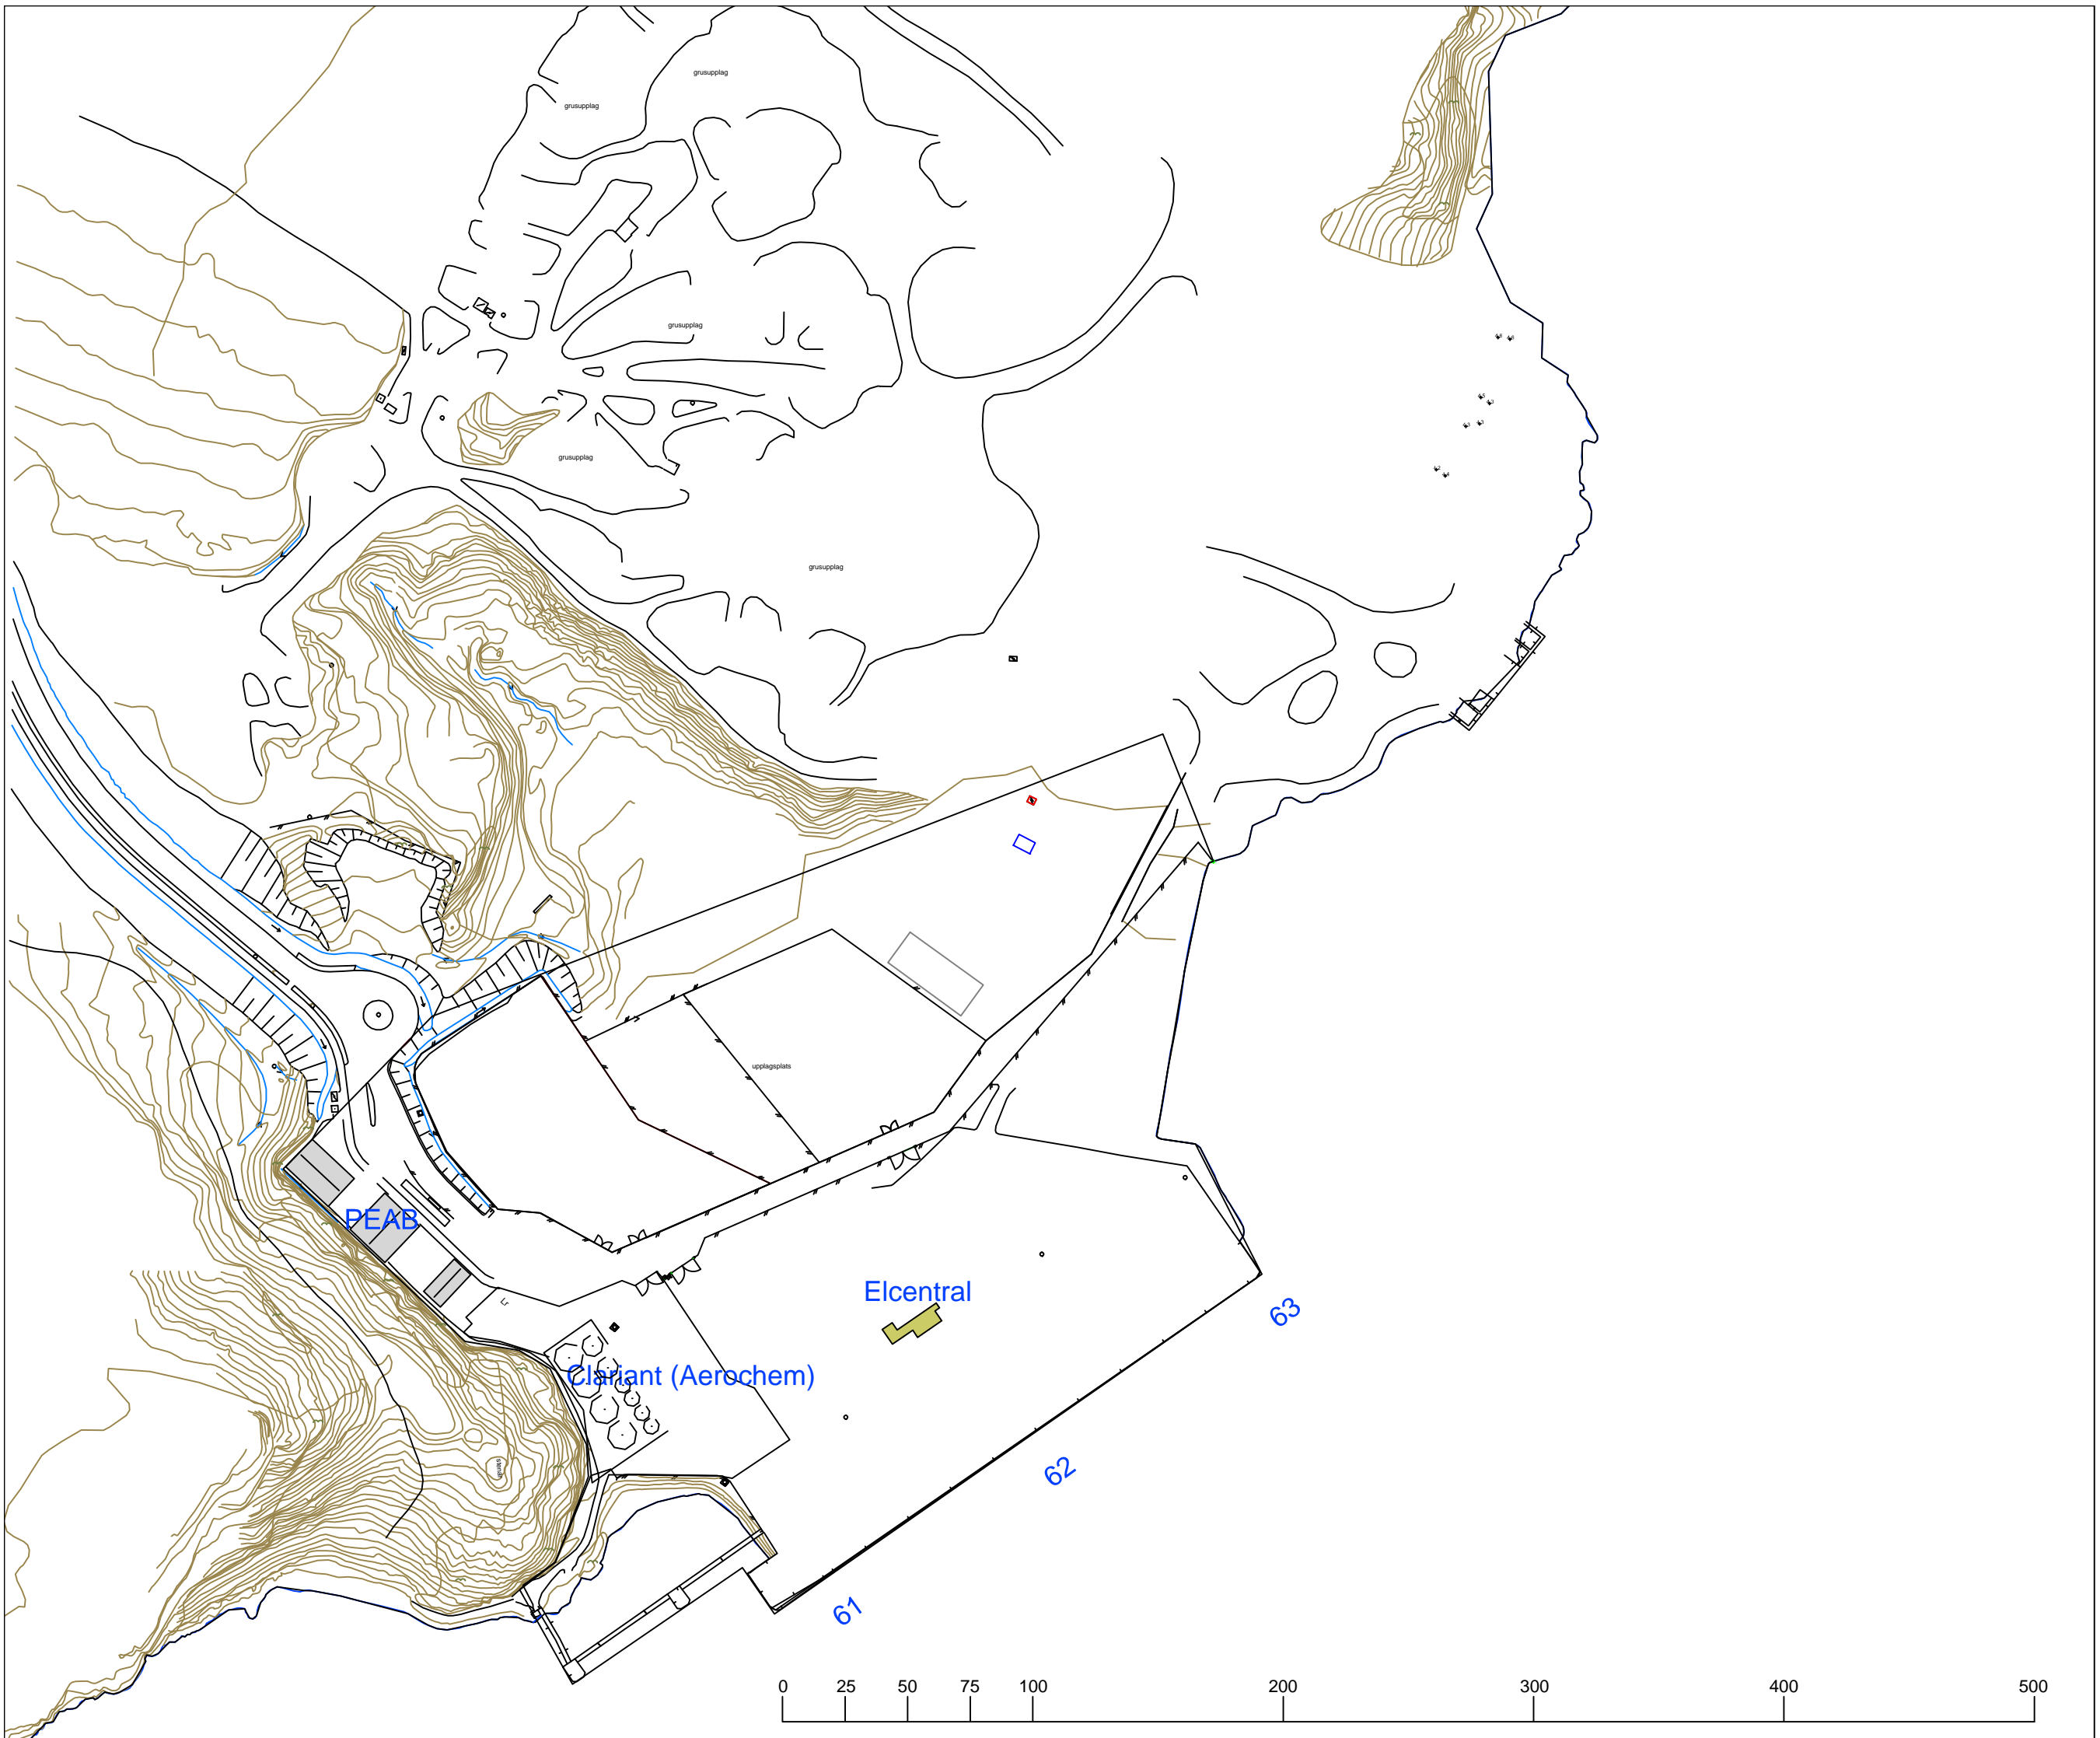 grusupplag
grusupplag
grusupplag
grusupplag
grusupplag
upplagsplats
PEAB
Elcentral
Lr
63
Clariant (Aerochem)
62
61
0 25 50 75 100 200 300 400 500